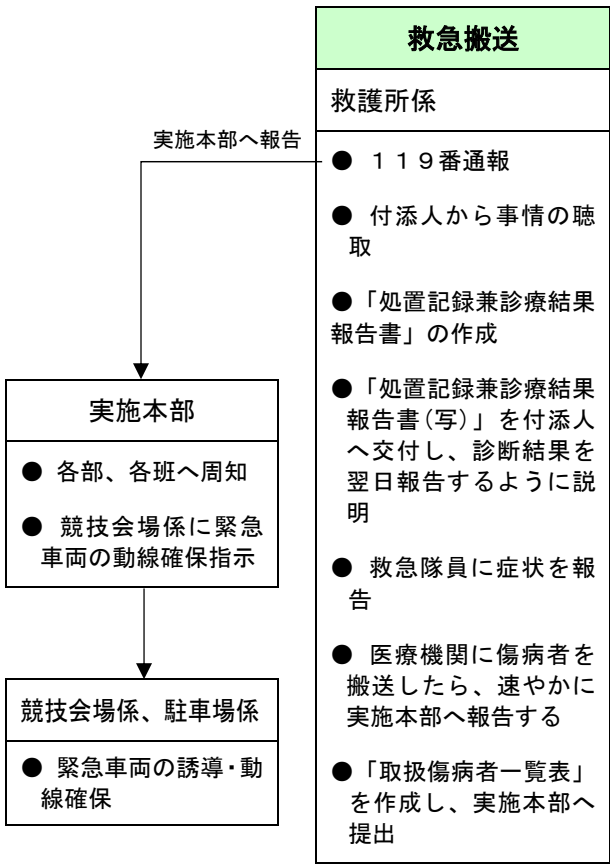 救急搬送
救護所係
実施本部へ報告
● １１９番通報
● 付添人から事情の聴
取
●「処置記録兼診療結果
報告書」の作成
●「処置記録兼診療結果
報告書(写)」を付添人
へ交付し、診断結果を
翌日報告するように説
明
● 救急隊員に症状を報
告
● 医療機関に傷病者を
搬送したら、速やかに
実施本部へ報告する
●「取扱傷病者一覧表」
を作成し、実施本部へ
提出
実施本部
● 各部、各班へ周知
● 競技会場係に緊急
車両の動線確保指示
競技会場係、駐車場係
● 緊急車両の誘導・動
線確保